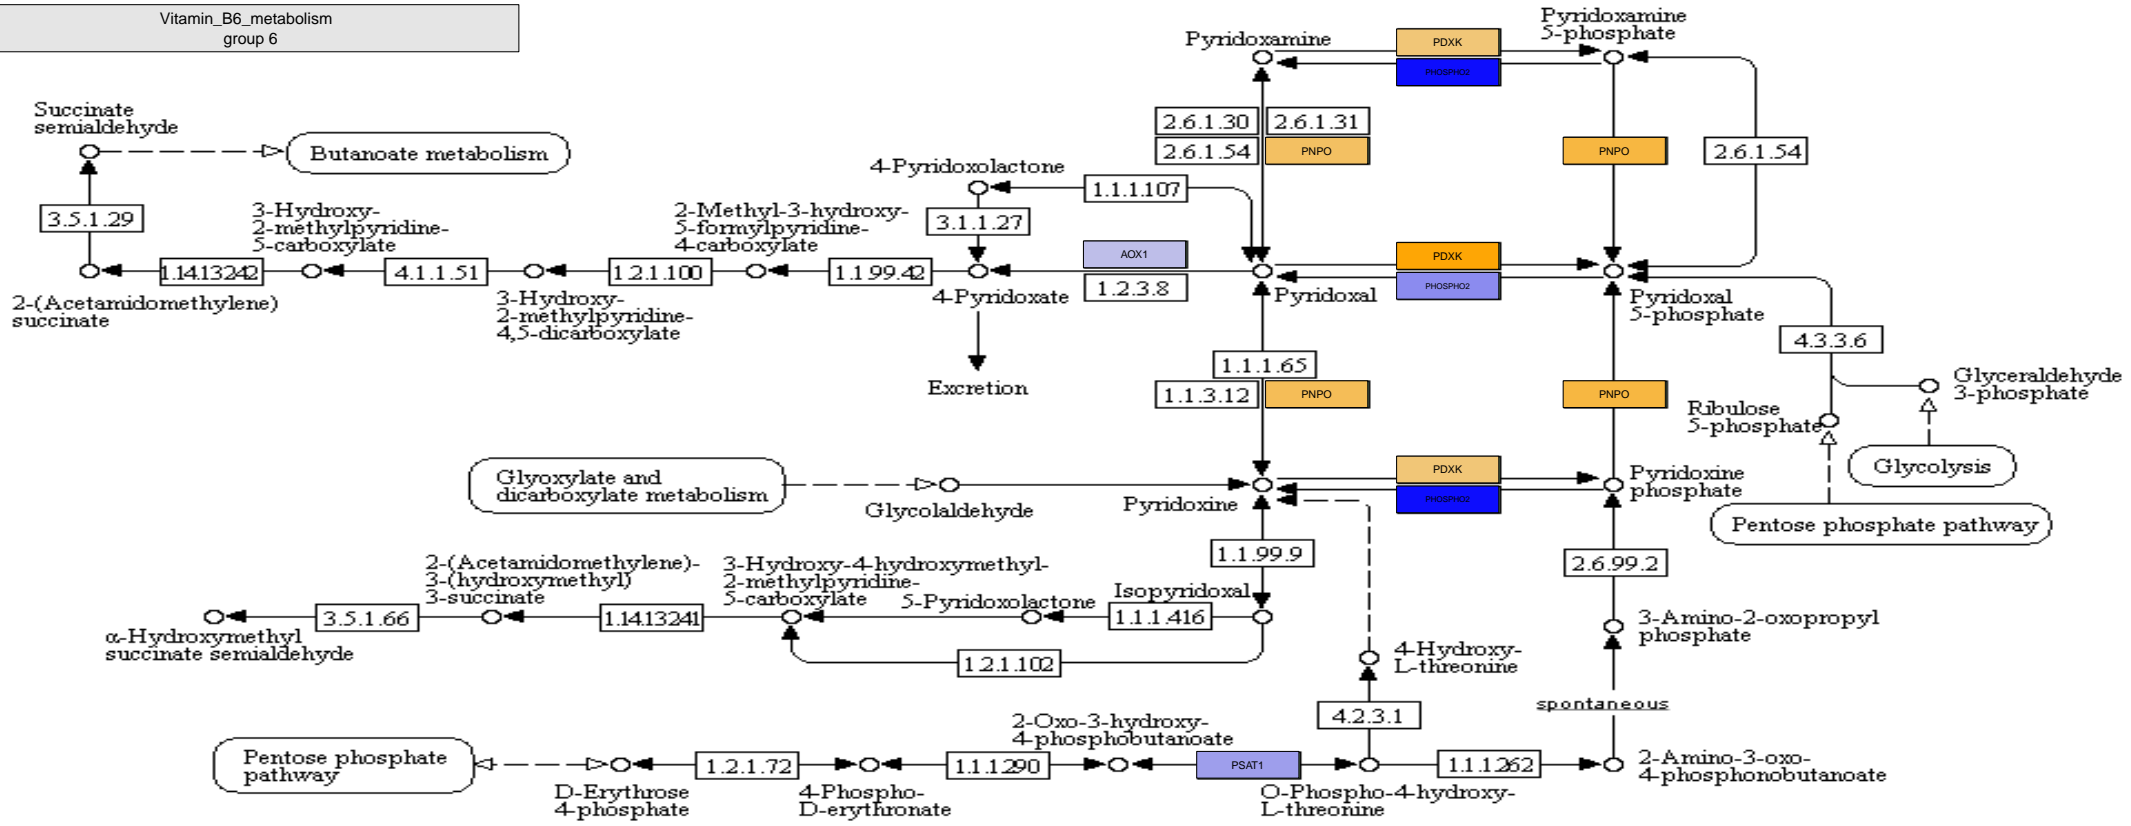 Vitamin_B6_metabolism
group 6
Pyridoxamine
PDXK
PHOSPHO2
Pyridoxamine
5-phosphate
Succinate
semialdehyde
Butanoate metabolism
2.6.1.30
2.6.1.31
2.6.1.54
PNPO
PNPO
2.6.1.54
4-Pyridoxolactone
1.1.1.107
3.5.1.29
3-Hydroxy-
2-methylpyridine-
5-carboxylate
2-Methyl-3-hydroxy-
5-formylpyridine-
4-carboxylate
3.1.1.27
1.14.13242
4.1.1.51
1.2.1.100
1.1.99.42
AOX1
1.2.3.8
PDXK
PHOSPHO2
2-(Acetamidomethylene)
succinate
3-Hydroxy-
2-methylpyridine-
4,5-dicarboxylate
4-Pyridoxate
Pyridoxal
Pyridoxal
5-phosphate
4.3.3.6
1.1.1.65
1.1.3.12
PNPO
PNPO
Excretion
Glyceraldehyde
3-phosphate
Ribulose
5-phosphate
Glyoxylate and
dicarboxylate metabolism
Glycolaldehyde
Pyridoxine
PDXK
PHOSPHO2
Pyridoxine
phosphate
Glycolysis
Pentose phosphate pathway
1.1.99.9
2.6.99.2
2-(Acetamidomethylene)-
3-(hydroxymethyl)
3-succinate
3-Hydroxy-4-hydroxymethyl-
2-methylpyridine-
5-carboxylate
5-Pyridoxolactone
Isopyridoxal
3.5.1.66
1.14.13241
1.1.1.416
α-Hydroxymethyl
succinate semialdehyde
1.2.1.102
4-Hydroxy-
L-threonine
3-Amino-2-oxopropyl
phosphate
4.2.3.1
spontaneous
Pentose phosphate
pathway
D-Erythrose
4-phosphate
1.2.1.72
4-Phospho-
D-erythronate
1.1.1290
2-Oxo-3-hydroxy-
4-phosphobutanoate
PSAT1
O-Phospho-4-hydroxy-
L-threonine
1.1.1262
2-Amino-3-oxo-
4-phosphonobutanoate